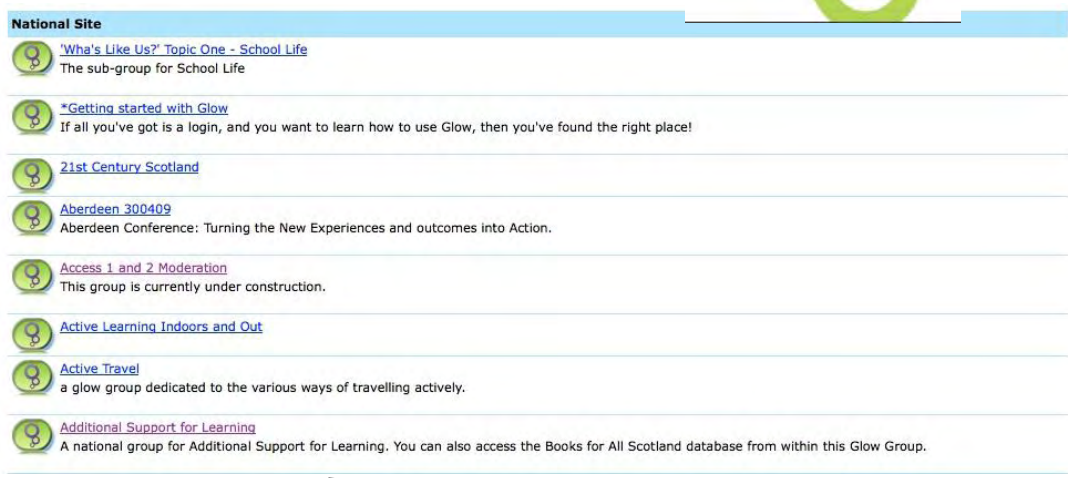 National Site
'Wha's Like Us?' Topic One - School Life
The sub-group for School Life
*Getting started with Glow
If all you've got is a login, and you want to learn how to use Glow, then you've found the right place!
21st Century Scotland
Aberdeen 300409
Aberdeen Conference: Turning the New Experiences and outcomes into Action.
Access 1 and 2 Moderation
This group is currently under construction.
Active Learning Indoors and Out
Active Travel
a glow group dedicated to the various ways of travelling actively.
Additional Support for Learning
A national group for Additional Support for Learning. You can also access the Books for All Scotland database from within this Glow Group.